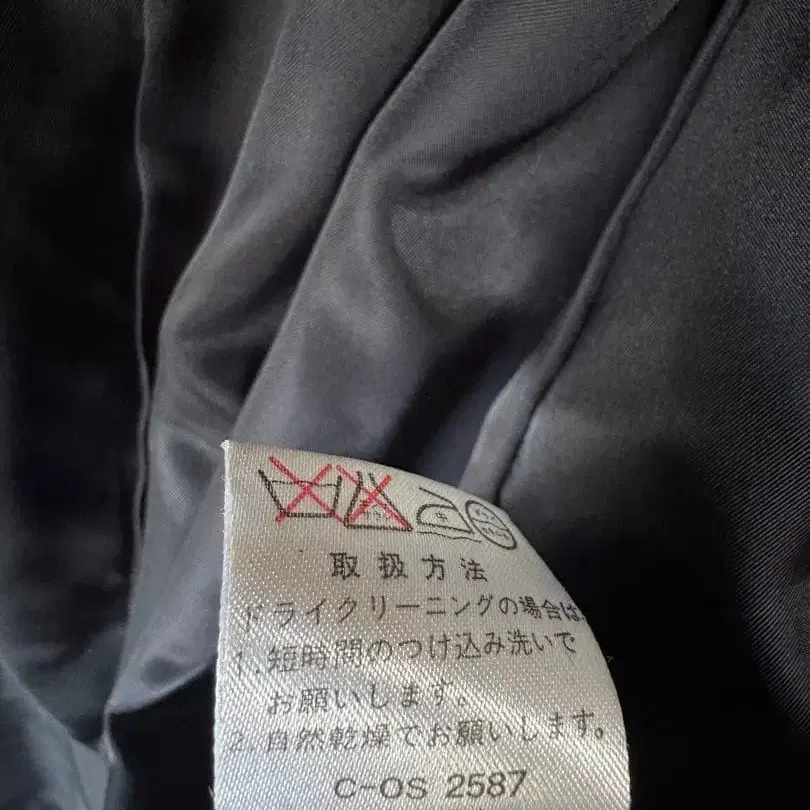 中
取扱方法
ドライクリーニングの場合は、
1. 短時間のつけ込み洗いで
お願いします。
2. 自然乾燥でお願いします。
C-OS 2587